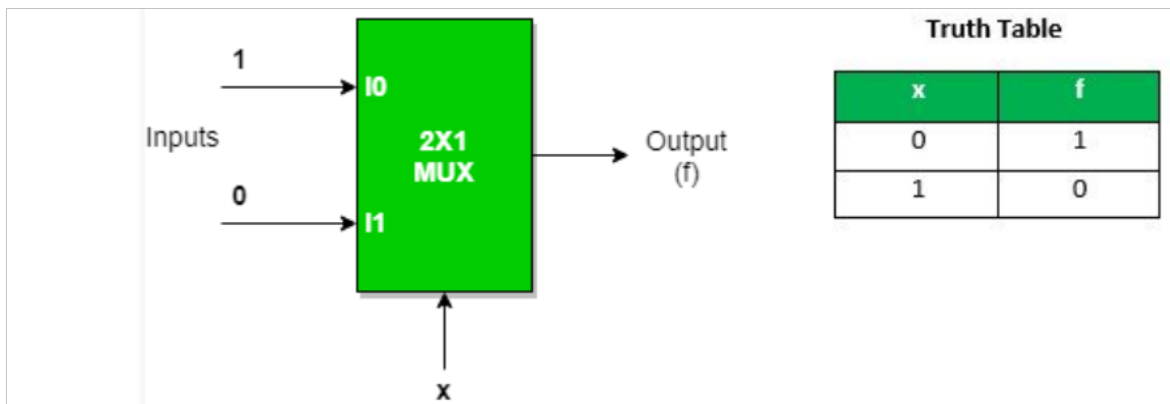 1
I0
Inputs
2X1
MUX
Output
(f)
0
I1
x
Truth Table
x f
0 1
1 0